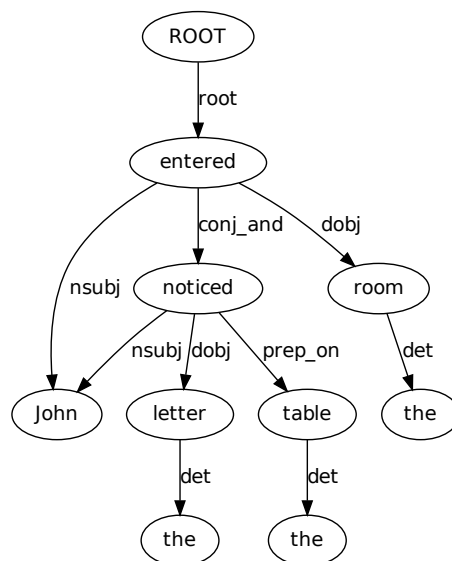 ROOT
root
entered
nsubj
conj_and
dobj
noticed
room
nsubj
dobj
prep_on
det
John
letter
table
the
det
det
the
the